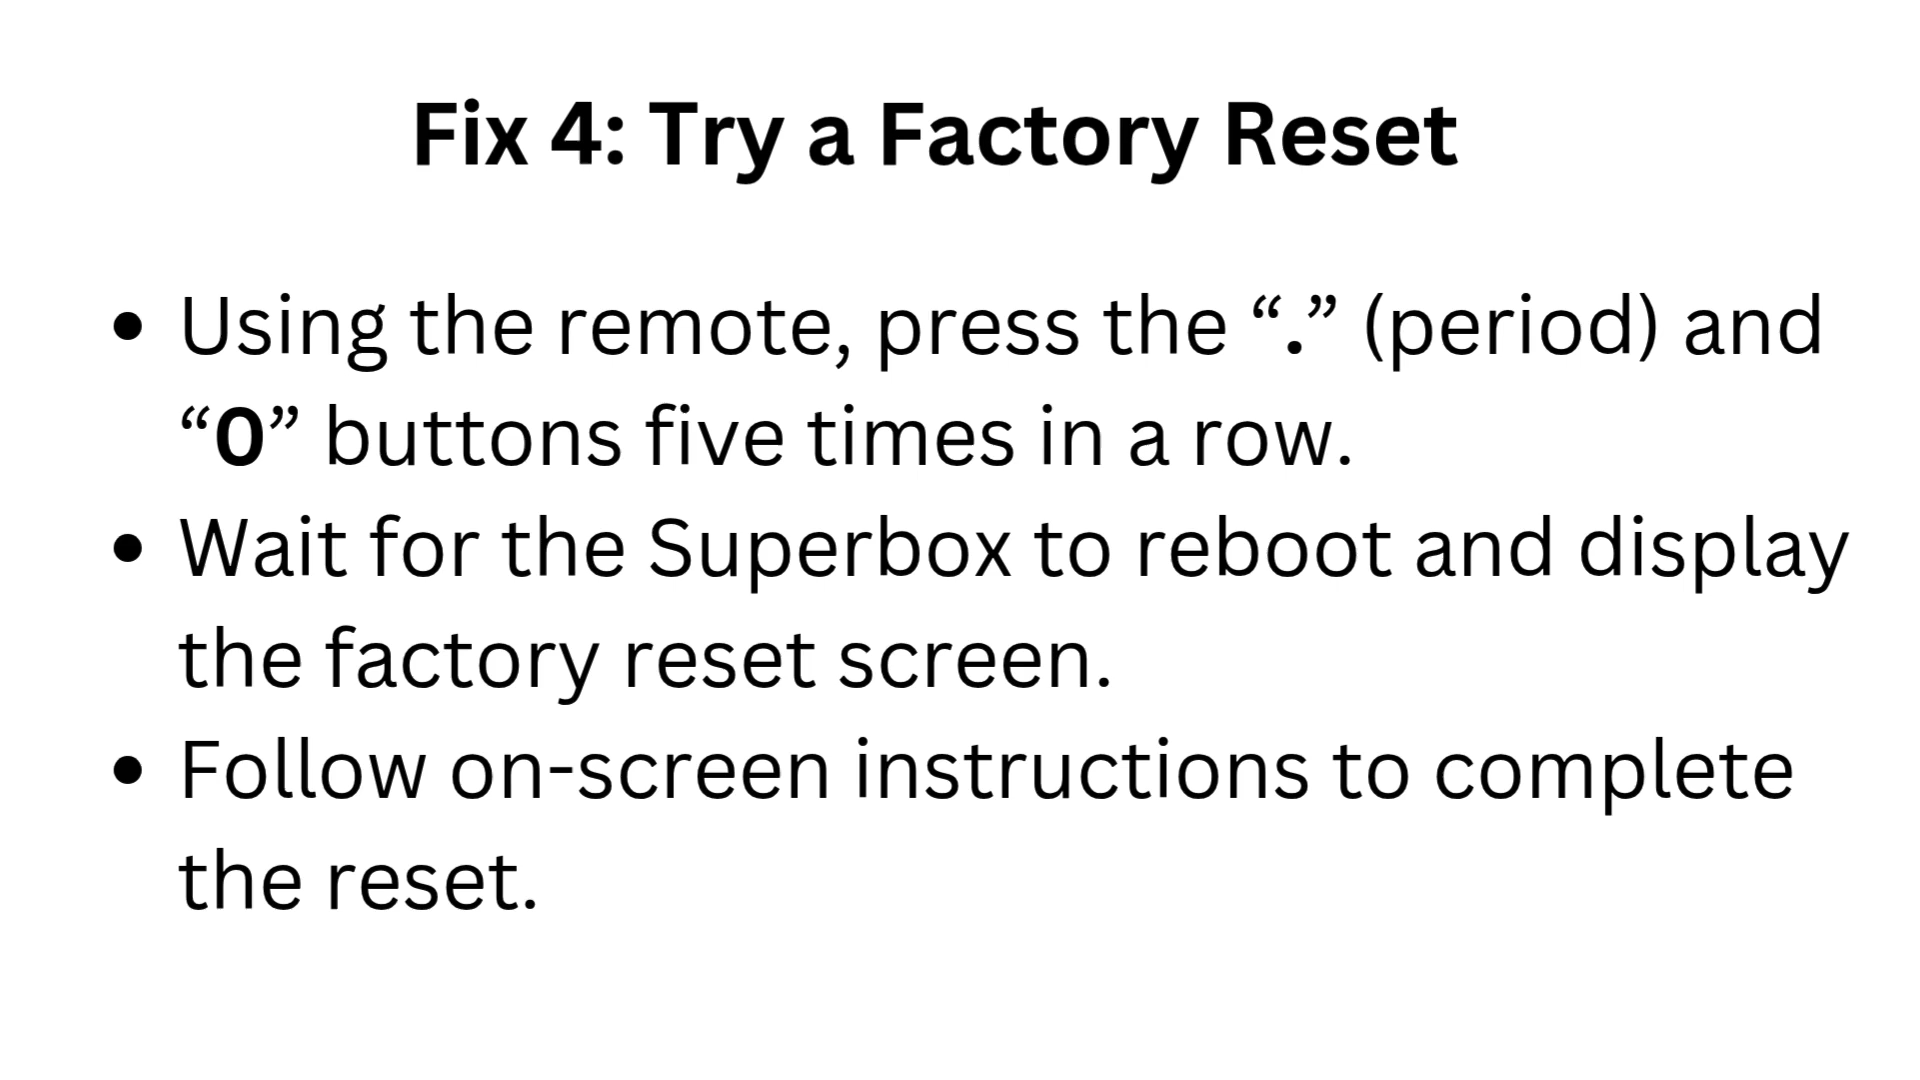 Fix 4: Try a Factory Reset
• Using the remote, press the “.” (period) and
“0” buttons five times in a row.
• Wait for the Superbox to reboot and display
the factory reset screen.
• Follow on-screen instructions to complete
the reset.